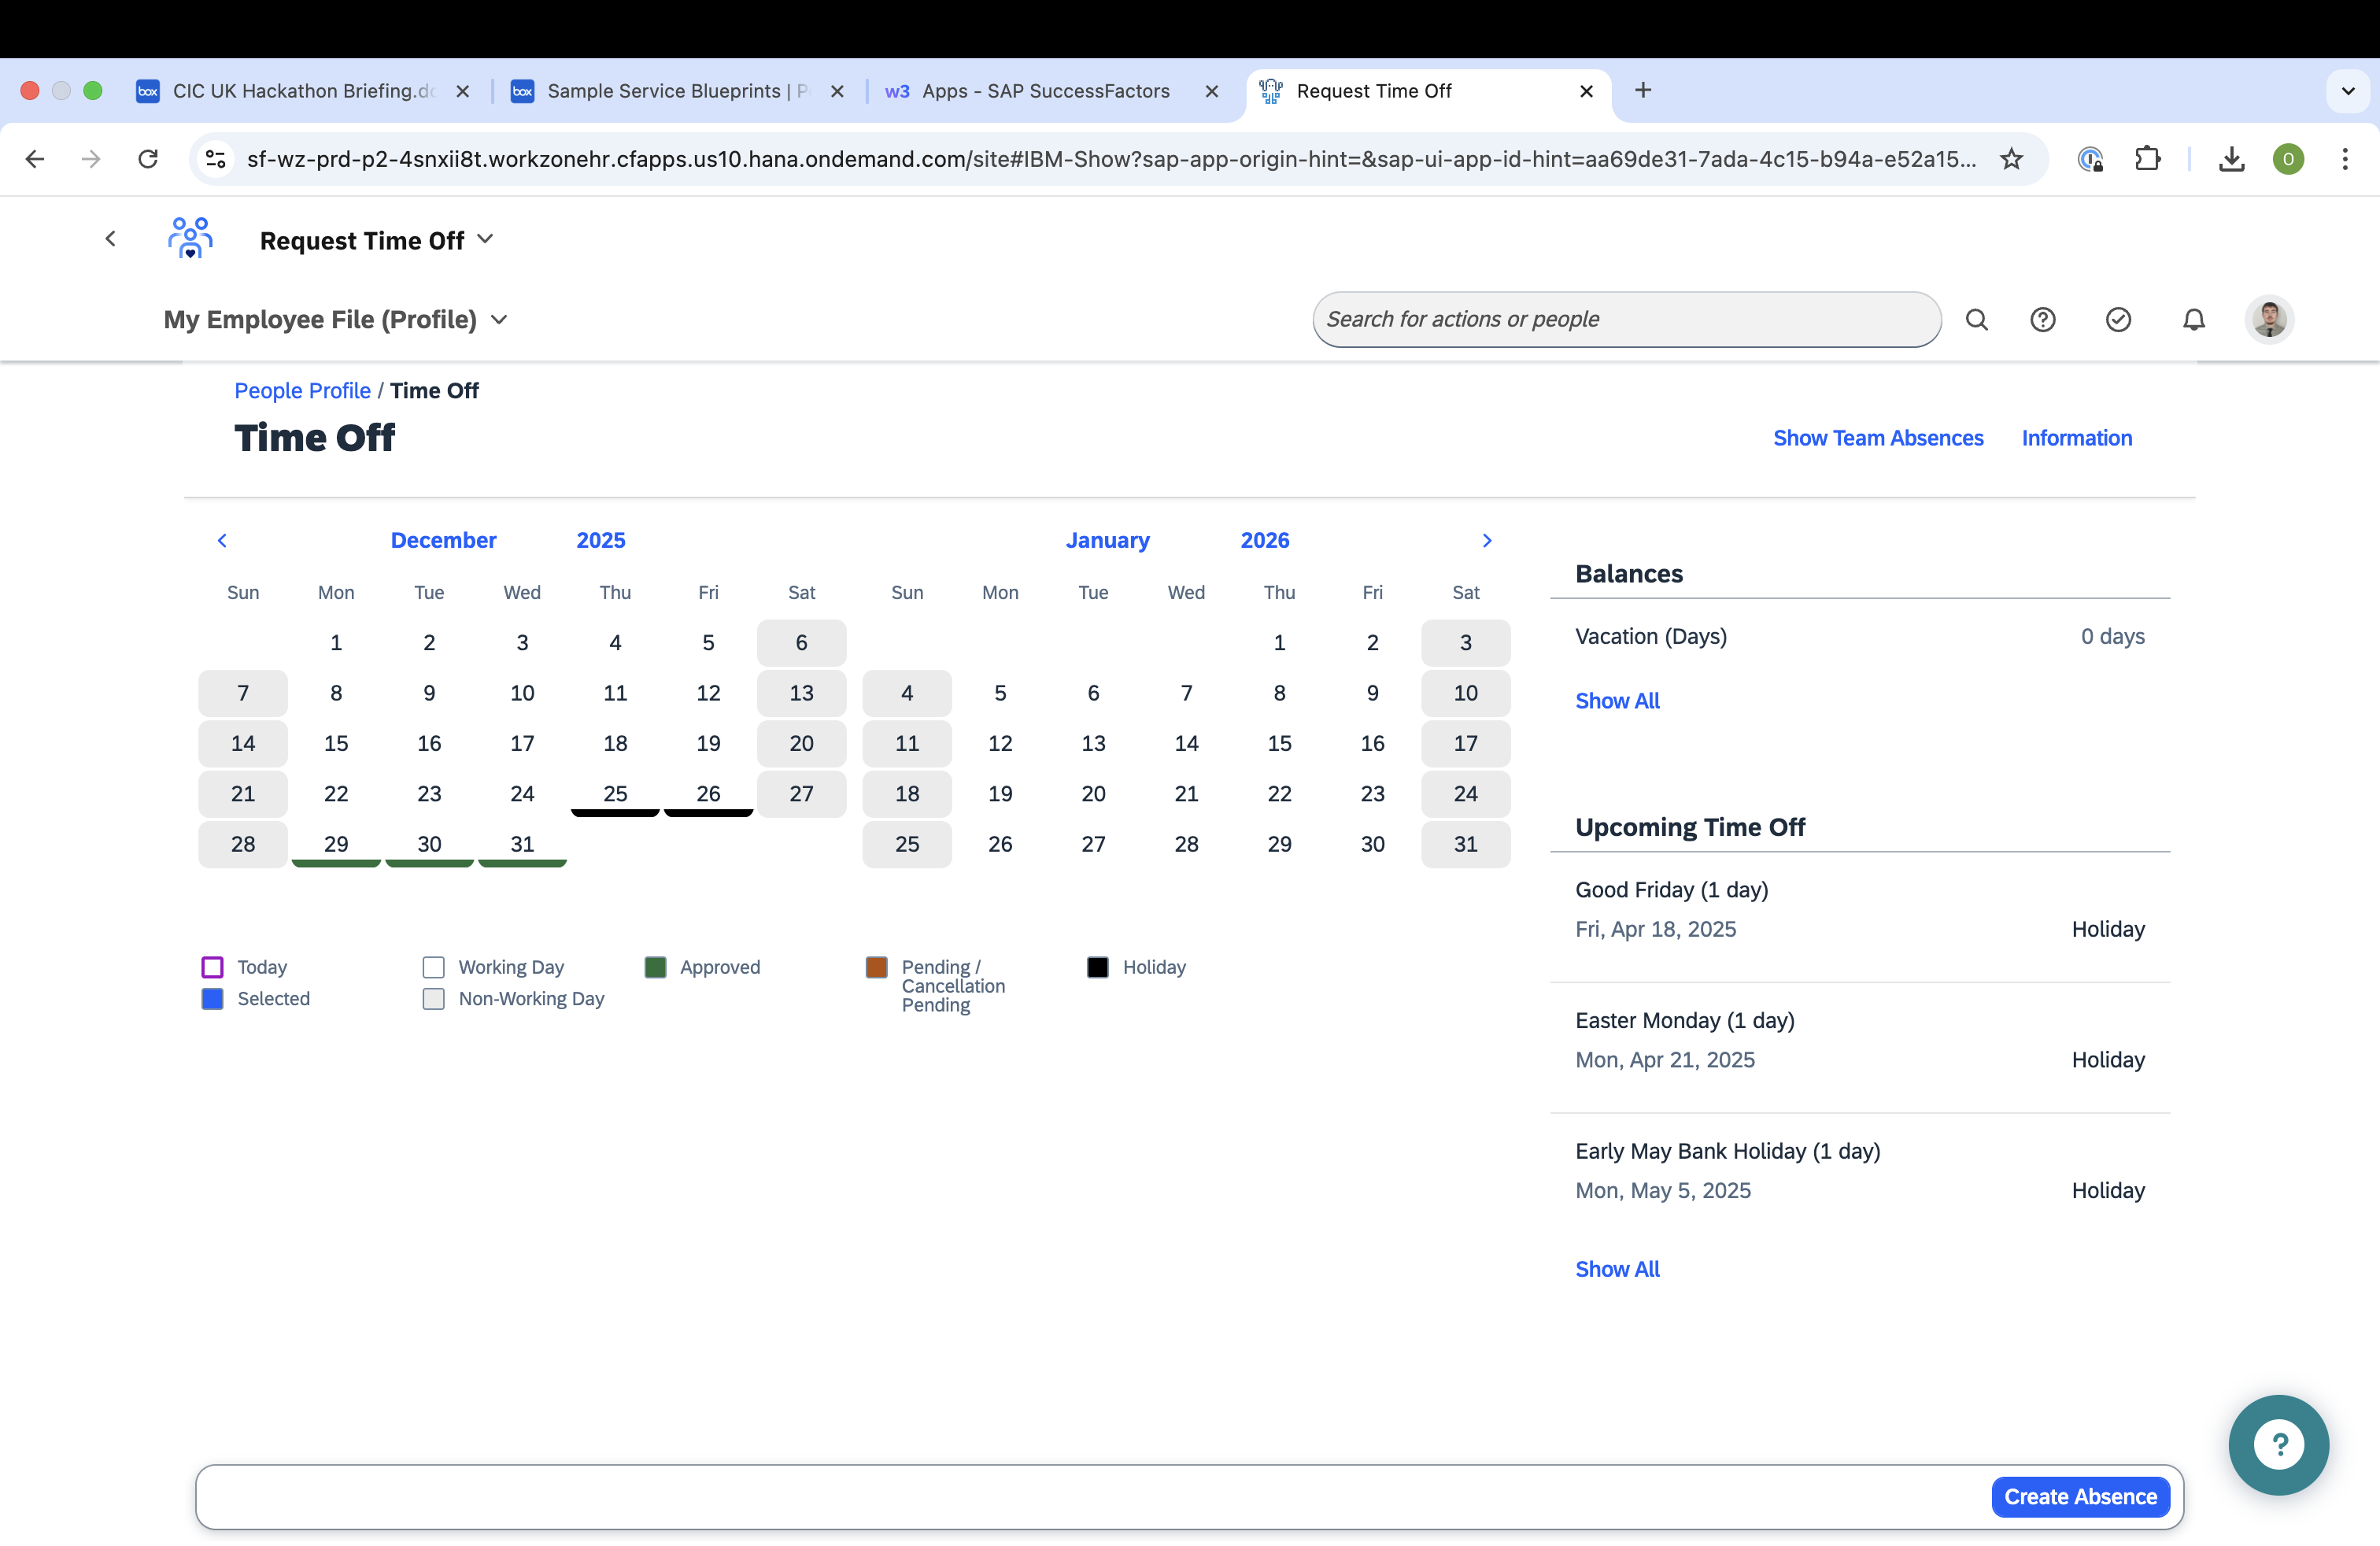 CIC UK Hackathon Briefing.dc
Sample Service Blueprints | P
w3 Apps - SAP SuccessFactors
Request Time Off
sf-wz-prd-p2-4snxii8t.workzonehr.cfapps.us10.hana.ondemand.com/site#IBM-Show?sap-app-origin-hint=&sap-ui-app-id-hint=aa69de31-7ada-4c15-b94a-e52a15...
O
Request Time Off
My Employee File (Profile)
Search for actions or people
People Profile / Time Off
Time Off
Show Team Absences Information
December 2025
Sun Mon Tue Wed Thu Fri Sat
1 2 3 4 5 6
7 8 9 10 11 12 13
14 15 16 17 18 19 20
21 22 23 24 25 26 27
28 29 30 31
January 2026
Sun Mon Tue Wed Thu Fri Sat
1 2 3
4 5 6 7 8 9 10
11 12 13 14 15 16 17
18 19 20 21 22 23 24
25 26 27 28 29 30 31
Today
Selected
Working Day
Non-Working Day
Approved
Pending /
Cancellation
Pending
Holiday
Balances
Vacation (Days) 0 days
Show All
Upcoming Time Off
Good Friday (1 day)
Fri, Apr 18, 2025 Holiday
Easter Monday (1 day)
Mon, Apr 21, 2025 Holiday
Early May Bank Holiday (1 day)
Mon, May 5, 2025 Holiday
Show All
?
Create Absence